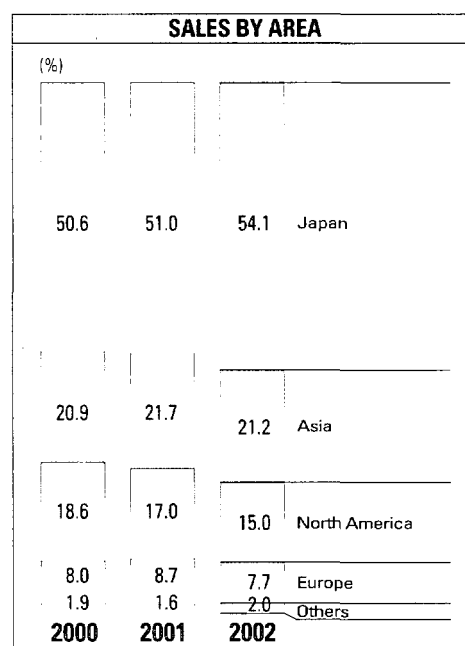 SALES BY AREA
(%)
50.6 51.0 54.1 Japan
20.9 21.7 21.2 Asia
18.6 17.0 15.0 North America
8.0 8.7 7.7 Europe
1.9 1.6 2.0 Others
2000 2001 2002